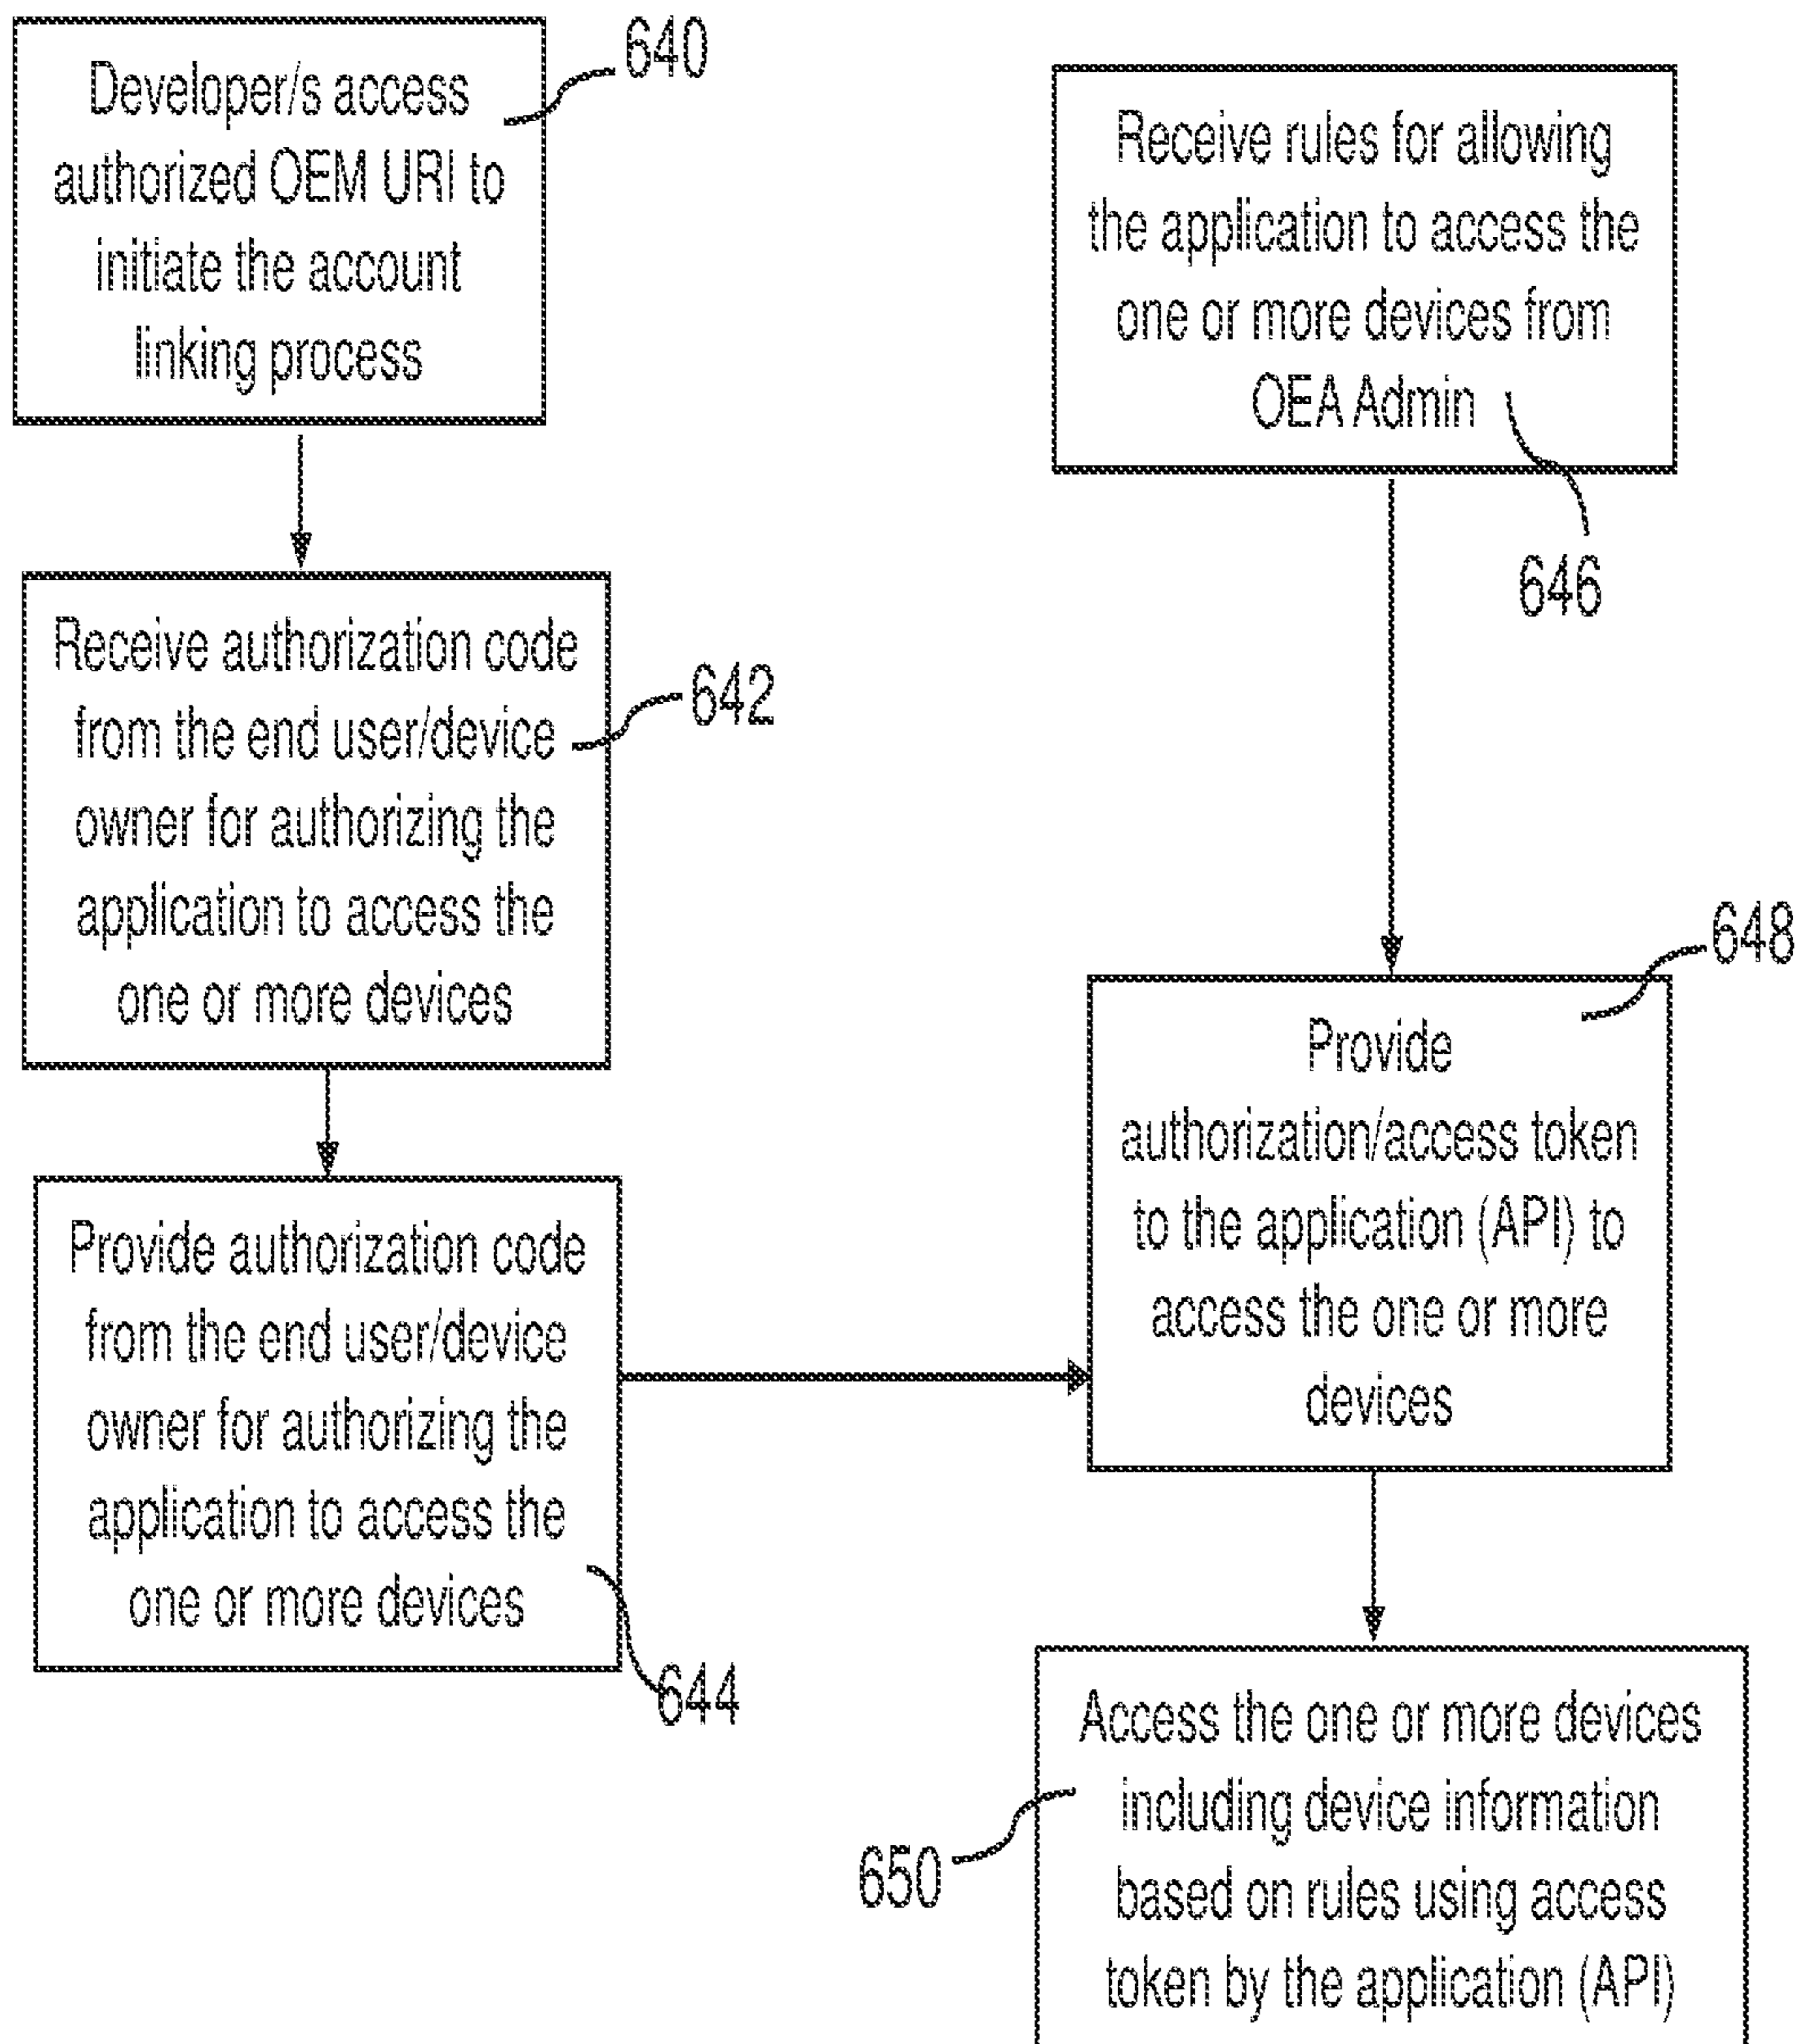 640
Developer/s access
authorized OEM URI to
initiate the account
linking process
Receive authorization code
from the end user/device
owner for authorizing the
application to access the
one or more devices
642
Provide authorization code
from the end user/device
owner for authorizing the
application to access the
one or more devices
644
Receive rules for allowing
the application to access the
one or more devices from
OEA Admin
646
648
Provide
authorization/access token
to the application (API) to
access the one or more
devices
Access the one or more devices
including device information
based on rules using access
token by the application (API)
650